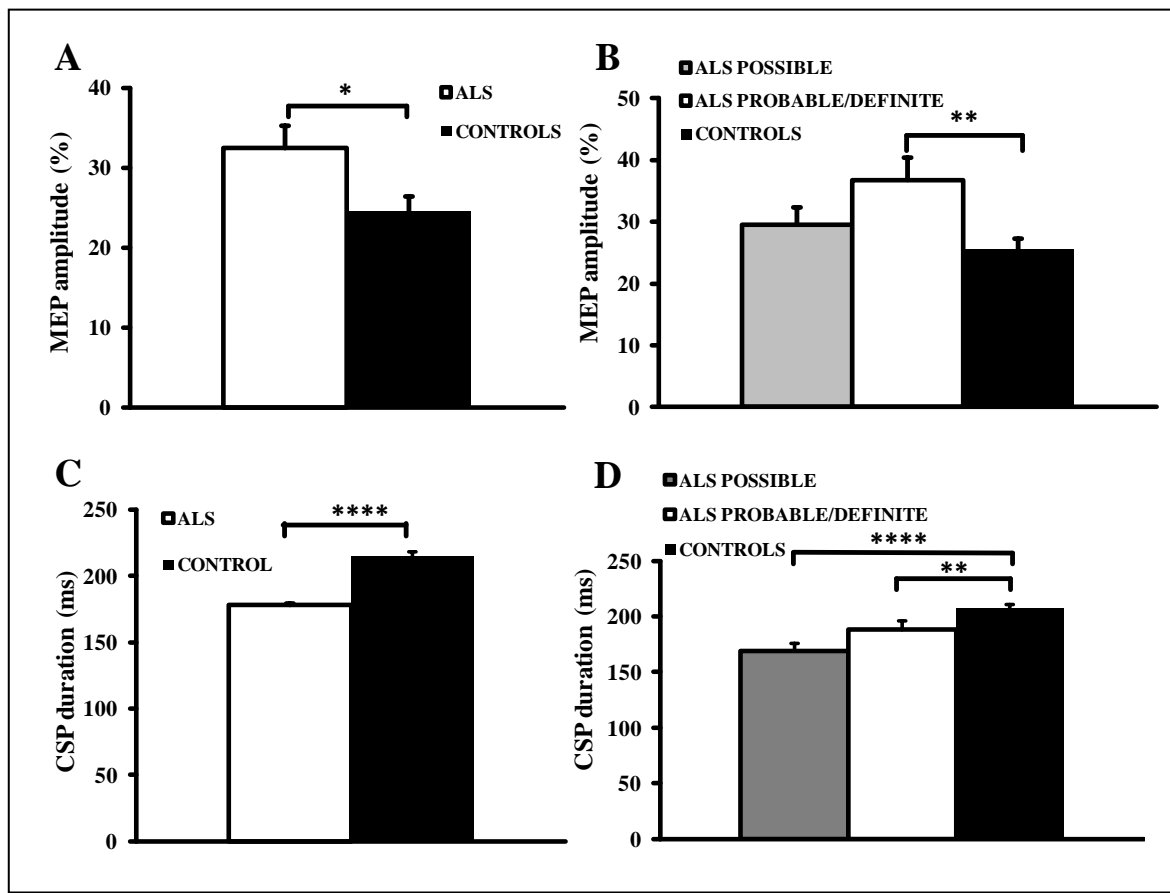 A
ALS
CONTROLS
*
MEP amplitude (%)
40
30
20
10
0
B
ALS POSSIBLE
ALS PROBABLE/DEFINITE
CONTROLS
**
MEP amplitude (%)
50
40
30
20
10
0
C
ALS
CONTROL
****
CSP duration (ms)
250
200
150
100
50
0
D
ALS POSSIBLE
ALS PROBABLE/DEFINITE
CONTROLS
****
**
CSP duration (ms)
250
200
150
100
50
0